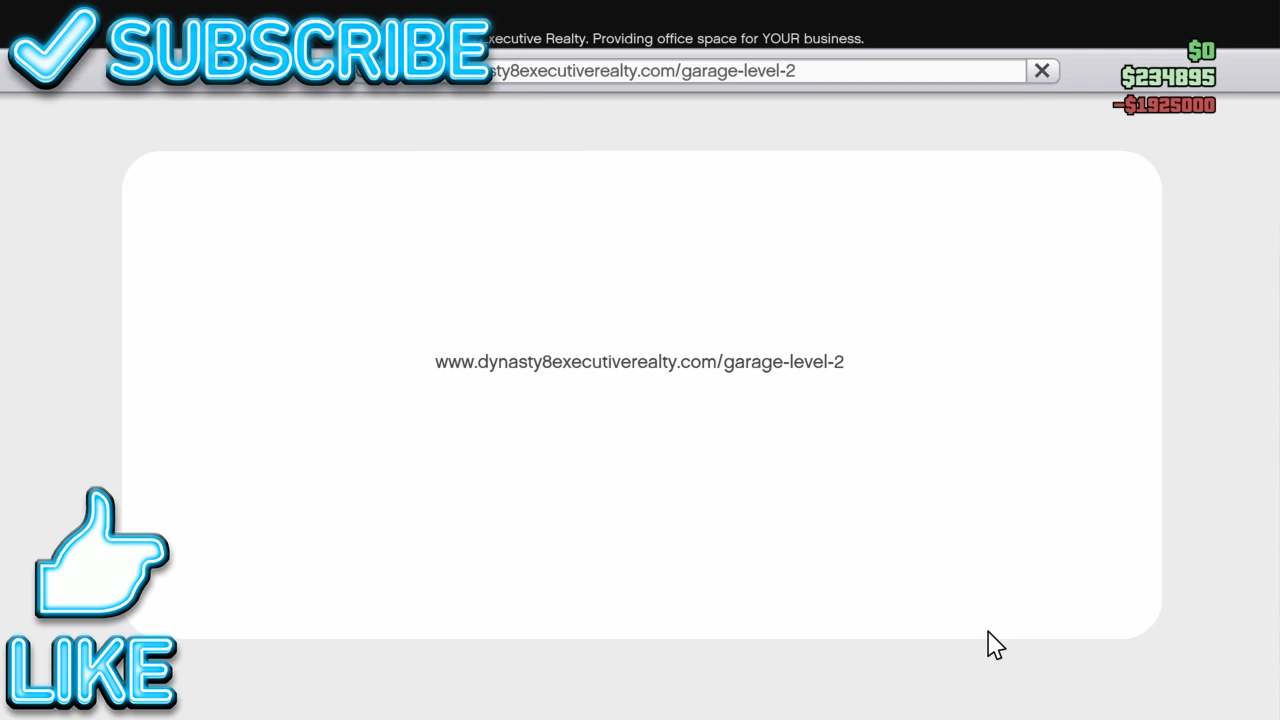 SUBSCRIBE
xecutive Realty. Providing office space for YOUR business.
sty8executiverealty.com/garage-level-2
$0
$234895
-$1925000
www.dynasty8executiverealty.com/garage-level-2
LIKE